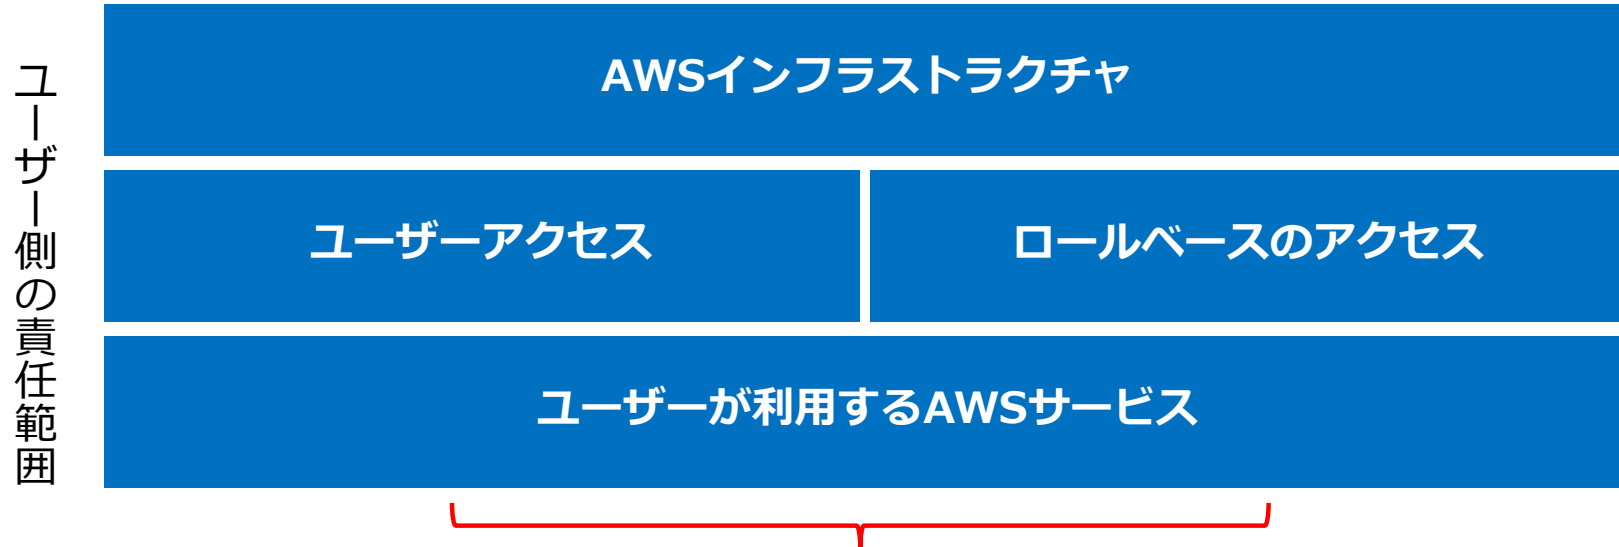 ユーザー側の責任範囲
AWSインフラストラクチャ
ユーザーアクセス
ロールベースのアクセス
ユーザーが利用するAWSサービス